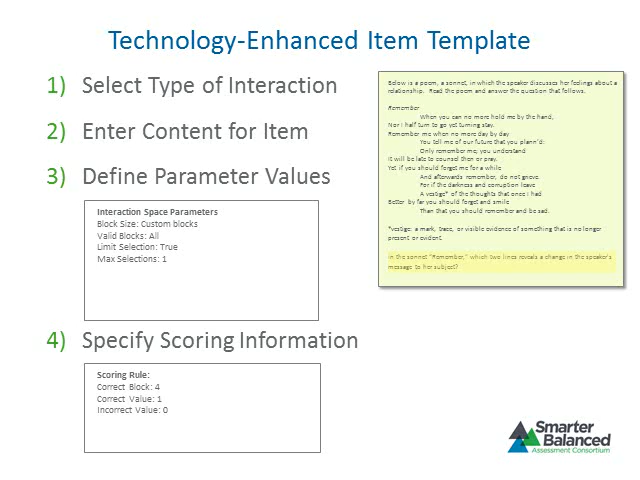 Technology-Enhanced Item Template
1) Select Type of Interaction
2) Enter Content for Item
3) Define Parameter Values
Interaction Space Parameters
Block Size: Custom blocks
Valid Blocks: All
Limit Selection: True
Max Selections: 1
4) Specify Scoring Information
Scoring Rule:
Correct Block: 4
Correct Value: 1
Incorrect Value: 0
Below is a poem, a sonnet, in which the speaker discusses her feelings about a
relationship. Read the poem and answer the question that follows.
Remember
When you can no more hold me by the hand,
Nor I half turn to go yet turning stay.
Remember me when no more day by day
You tell me of our future that you plann'd:
Only remember me; you understand
It will be late to counsel then or pray.
Yet if you should forget me for a while
And afterwards remember, do not grieve:
For if the darkness and corruption leave
A vestige* of the thoughts that once I had
Better by far you should forget and smile
Than that you should remember and be sad.
*vestige: a mark, trace, or visible evidence of something that is no longer
present or evident.
In the sonnet "Remember," which two lines reveals a change in the speaker's
message to her subject?
Smarter
Balanced
Assessment Consortium